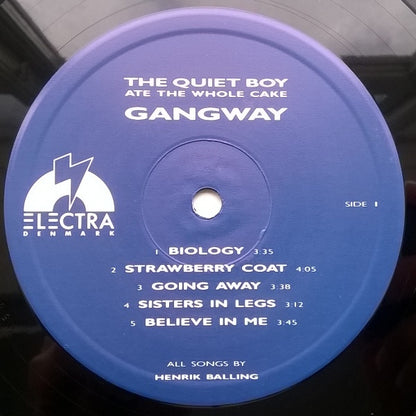 THE QUIET BOY
ATE THE WHOLE CAKE
GANGWAY
ELECTRA
DENMARK
SIDE 1
1 BIOLOGY 3:35
2 STRAWBERRY COAT 4:05
3 GOING AWAY 3:38
4 SISTERS IN LEGS 3:12
5 BELIEVE IN ME 3:45
ALL SONGS BY
HENRIK BALLING